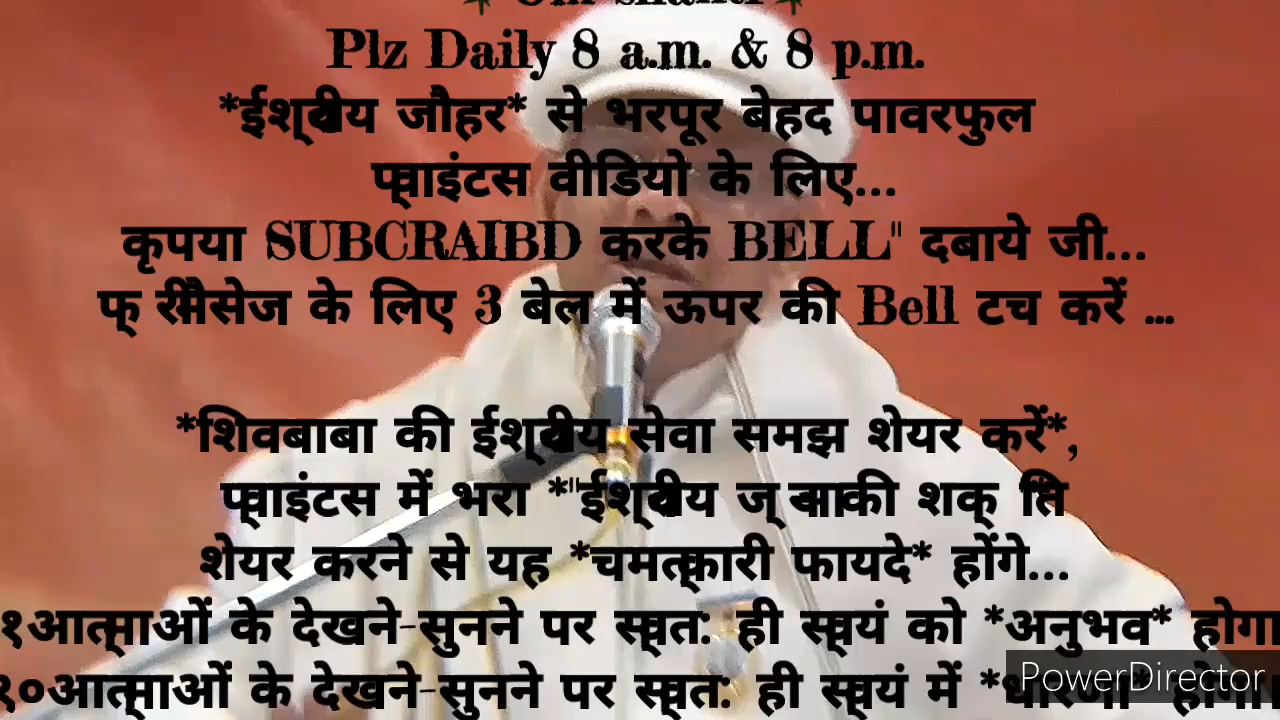 Plz Daily 8 a.m. & 8 p.m.
*ईश्वरीय जौहर* से भरपूर बेहद पावरफुल
प्वाइंटस वीडियो के लिए...
कृपया SUBCRAIBD करके BELL" दबाये जी...
फ्री मैसेज के लिए 3 बेल में ऊपर की Bell टच करें ...
*शिवबाबा की ईश्वरीय सेवा समझ शेयर करें*,
प्वाइंटस में भरा *"ईश्वरीय ज्ञान की शक्ति
शेयर करने से यह *चमत्कारी फायदे* होंगे...
१आत्माओं के देखने-सुनने पर स्वत: ही स्वयं को *अनुभव* होगा
१०आत्माओं के देखने-सुनने पर स्वत: ही स्वयं में *धारणा*
PowerDirector